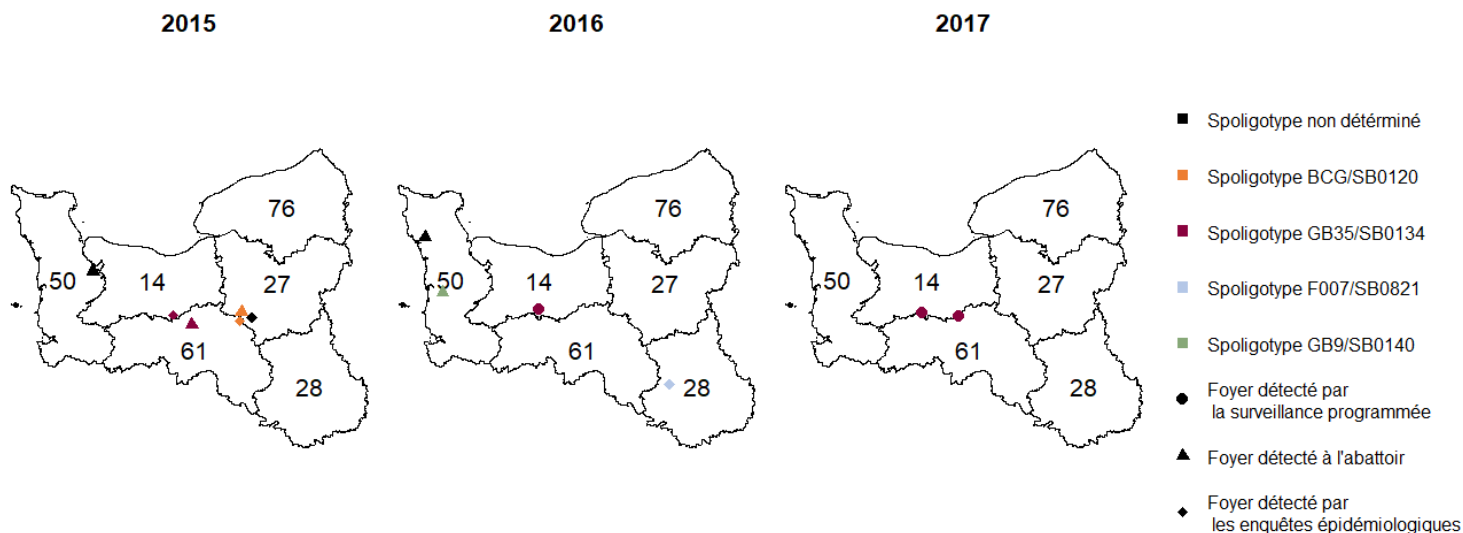 2015
2016
2017
76
50
14
27
61
28
76
50
14
27
61
28
76
50
14
27
61
28
Spoligotype non détérminé
Spoligotype BCG/SB0120
Spoligotype GB35/SB0134
Spoligotype F007/SB0821
Spoligotype GB9/SB0140
Foyer détecté par
la surveillance programmée
Foyer détecté à l'abattoir
Foyer détecté par
les enquêtes épidémiologiques